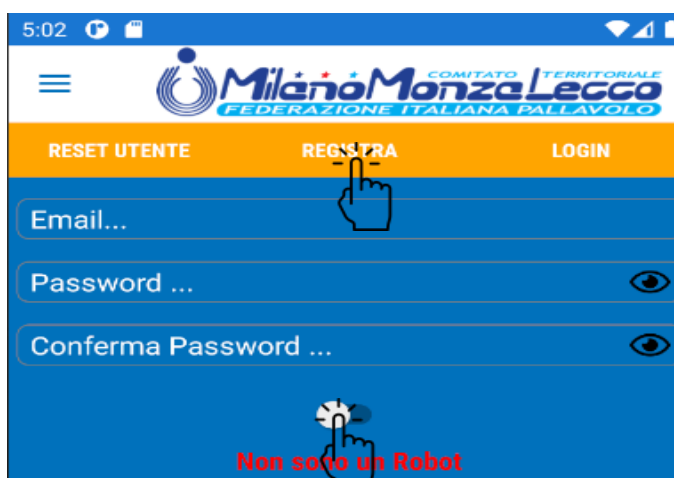 5:02
MilanoMonzaLecco
COMITATO TERRITORIALE
FEDERAZIONE ITALIANA PALLAVOLO
RESET UTENTE REGISTRA LOGIN
Email...
Password ...
Conferma Password ...
Non sono un Robot